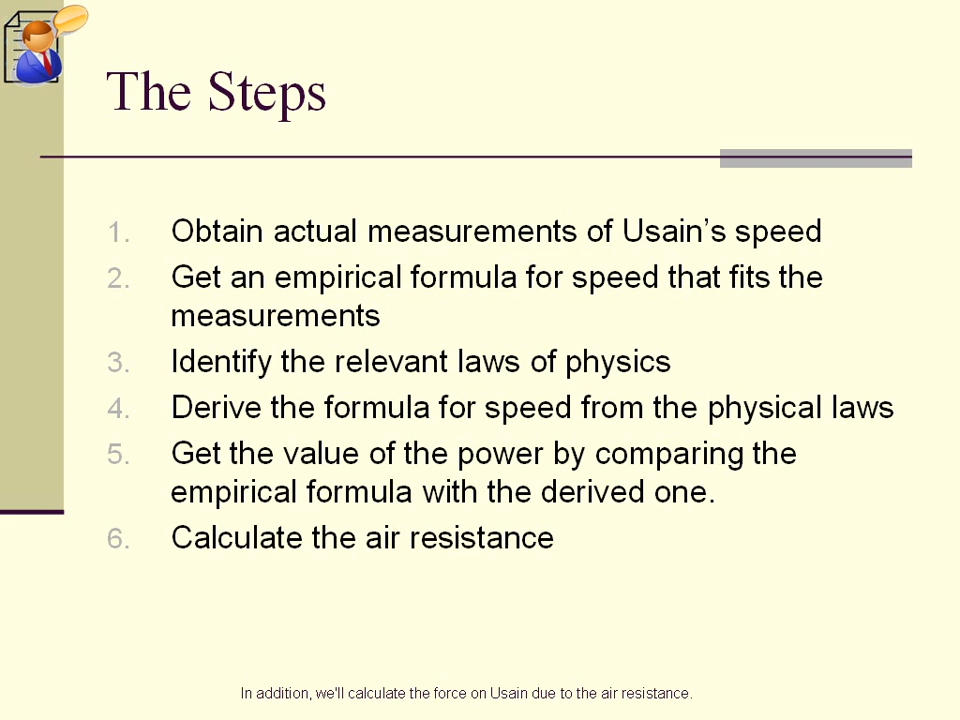 The Steps
1. Obtain actual measurements of Usain’s speed
2. Get an empirical formula for speed that fits the
measurements
3. Identify the relevant laws of physics
4. Derive the formula for speed from the physical laws
5. Get the value of the power by comparing the
empirical formula with the derived one.
6. Calculate the air resistance
In addition, we'll calculate the force on Usain due to the air resistance.